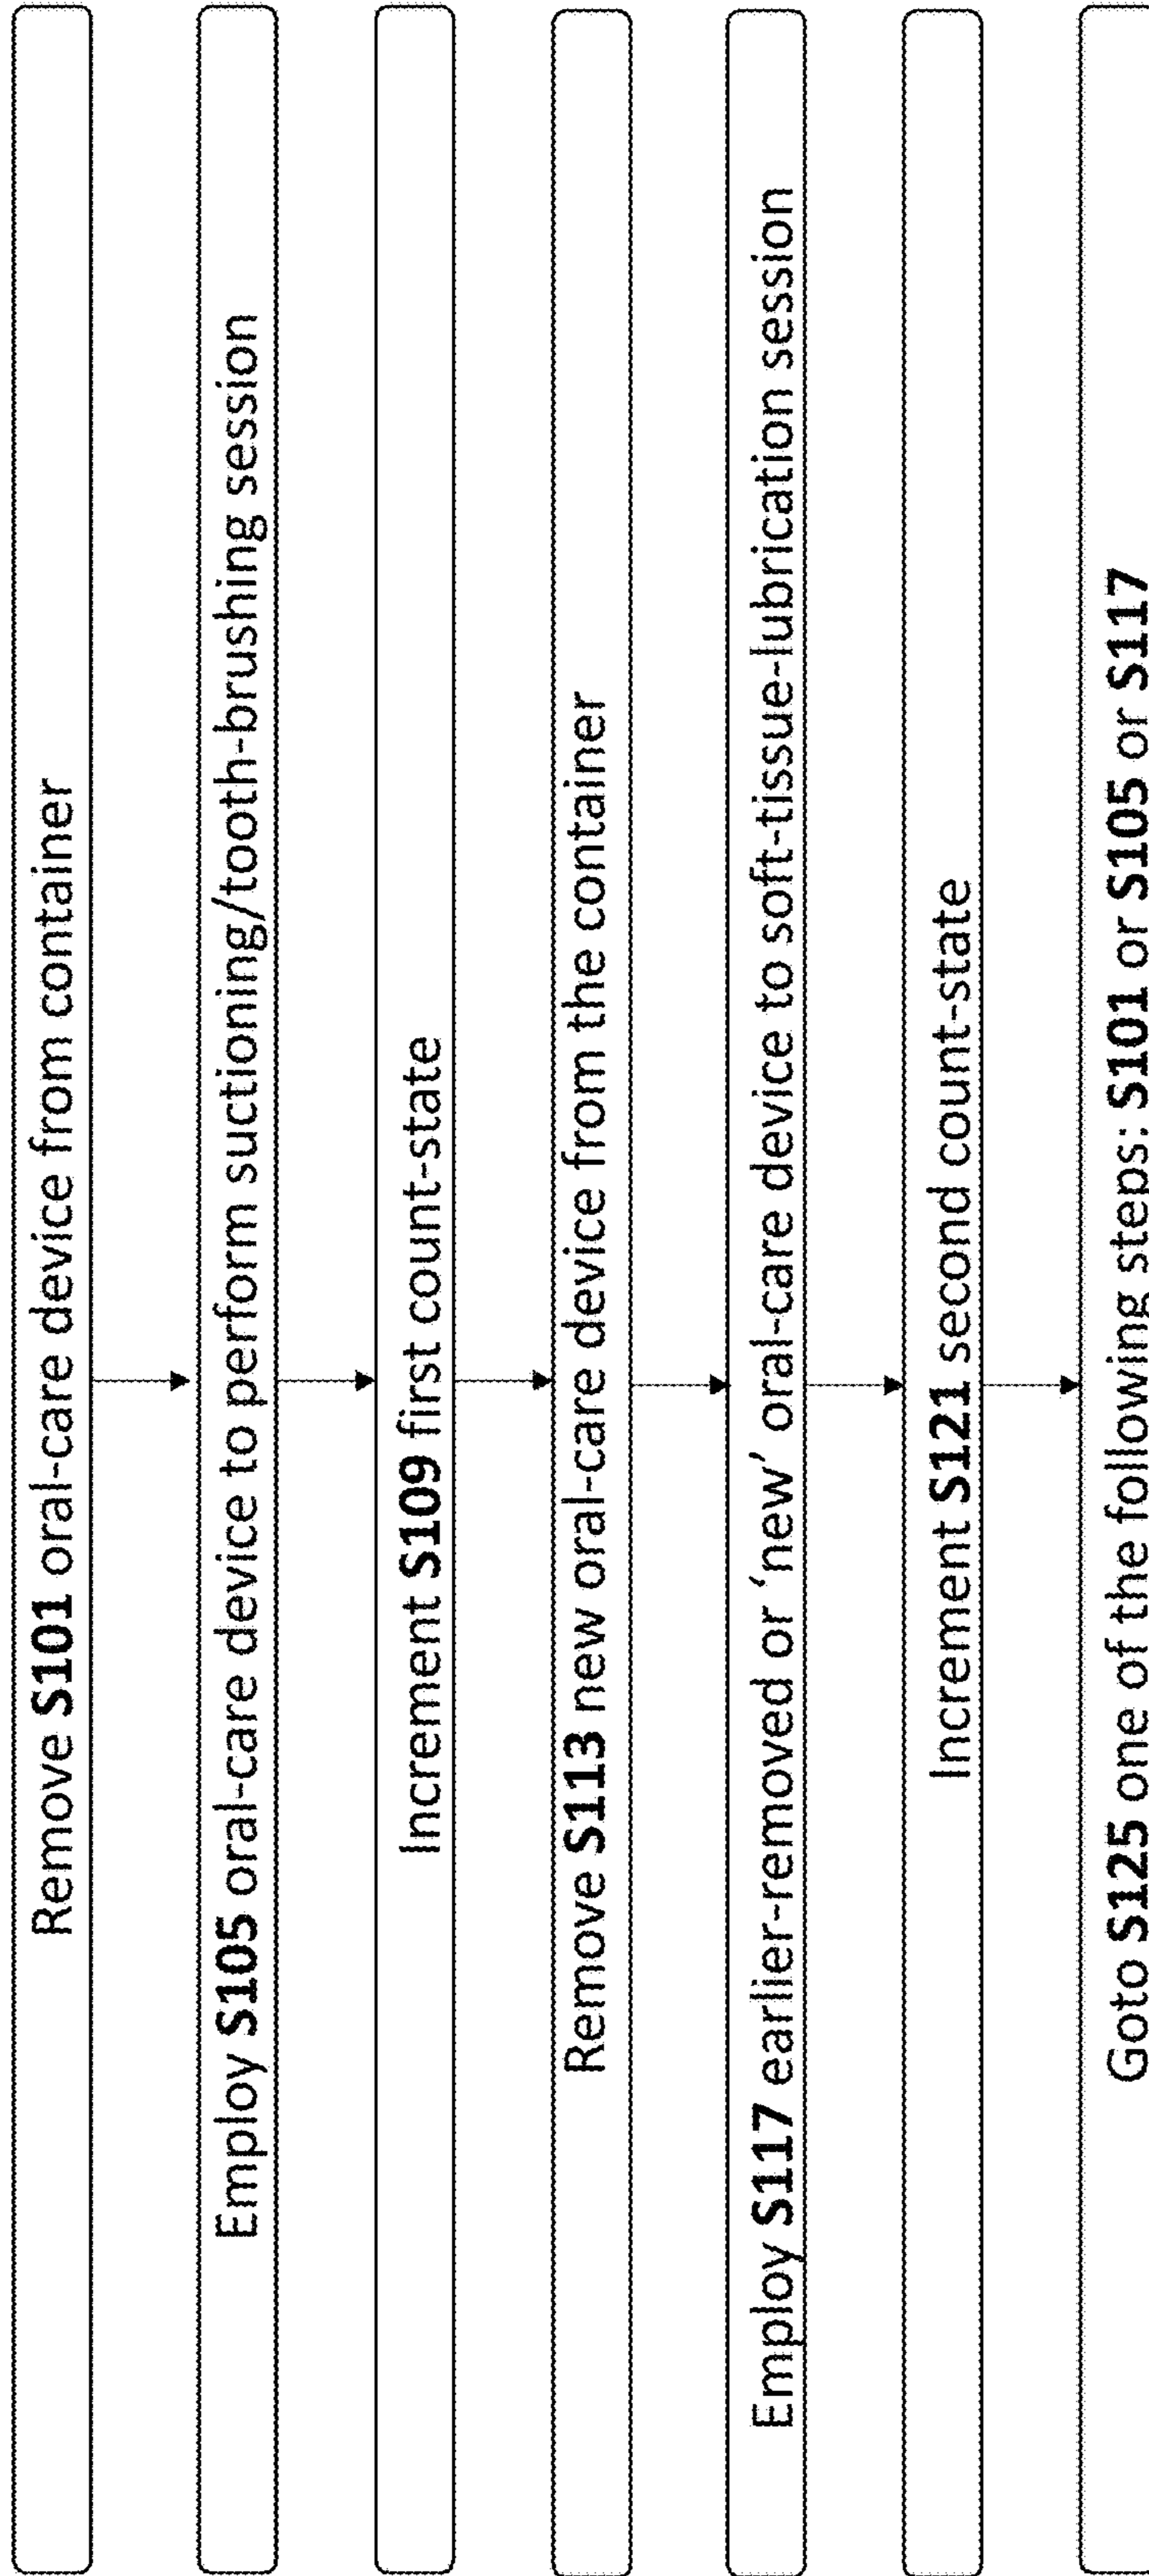 Remove S101 oral-care device from container
Employ S105 oral-care device to perform suctioning/tooth-brushing session
Increment S109 first count-state
Remove S113 new oral-care device from the container
Employ S117 earlier-removed or ‘new’ oral-care device to soft-tissue-lubrication session
Increment S121 second count-state
Goto S125 one of the following steps: S101 or S105 or S117